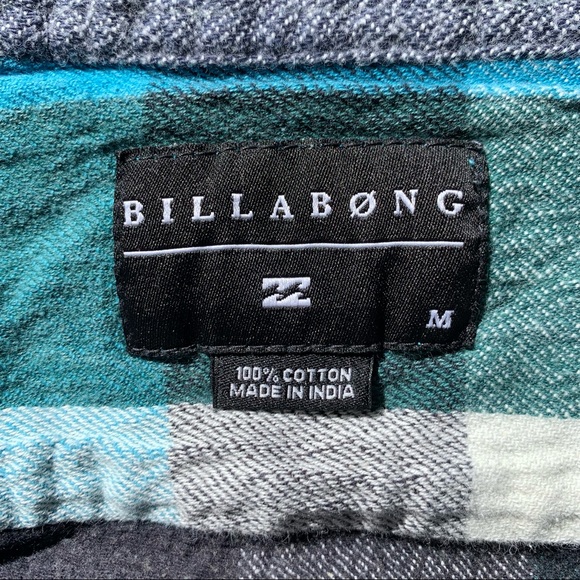 BILLABØNG
M
100% COTTON
MADE IN INDIA